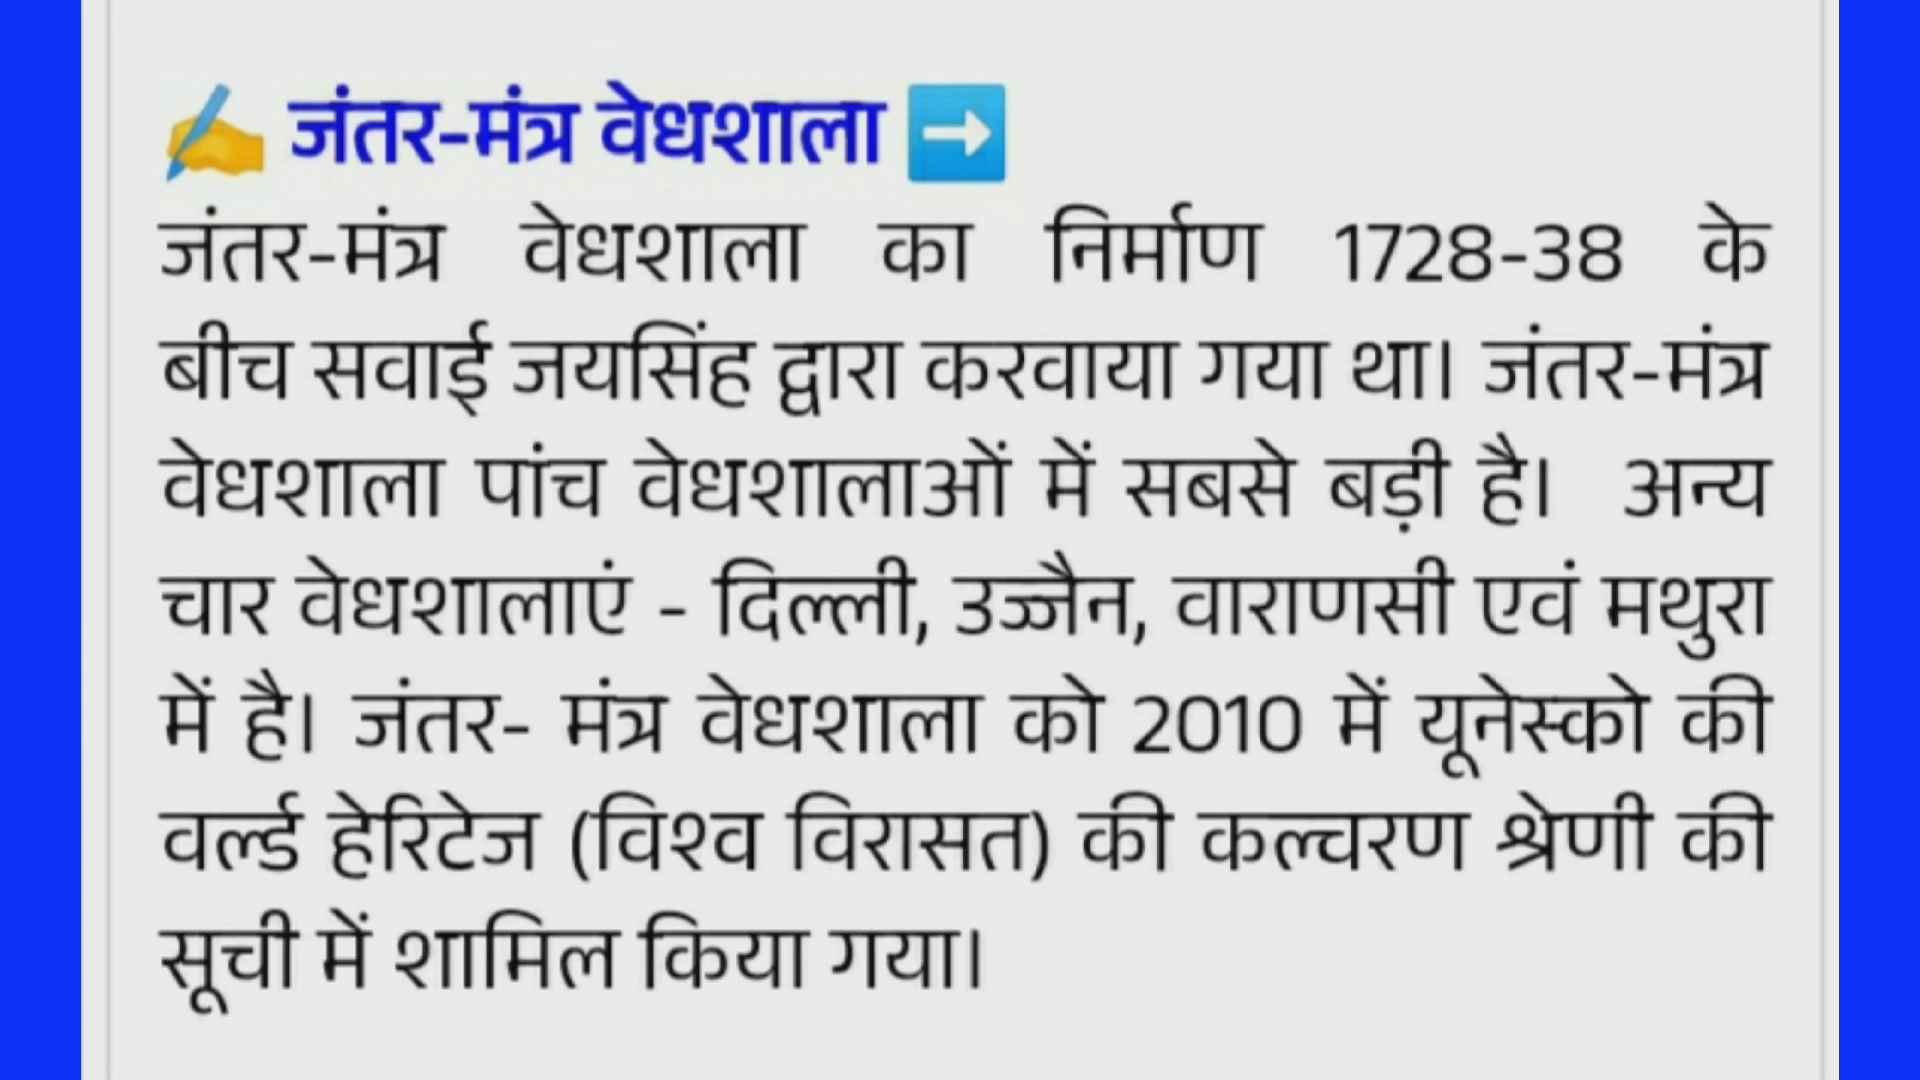 ✍ जंतर-मंत्र वेधशाला ➡
जंतर-मंत्र वेधशाला का निर्माण 1728-38 के
बीच सवाई जयसिंह द्वारा करवाया गया था। जंतर-मंत्र
वेधशाला पांच वेधशालाओं में सबसे बड़ी है। अन्य
चार वेधशालाएं - दिल्ली, उज्जैन, वाराणसी एवं मथुरा
में है। जंतर- मंत्र वेधशाला को 2010 में यूनेस्को की
वर्ल्ड हेरिटेज (विश्व विरासत) की कल्चरण श्रेणी की
सूची में शामिल किया गया।